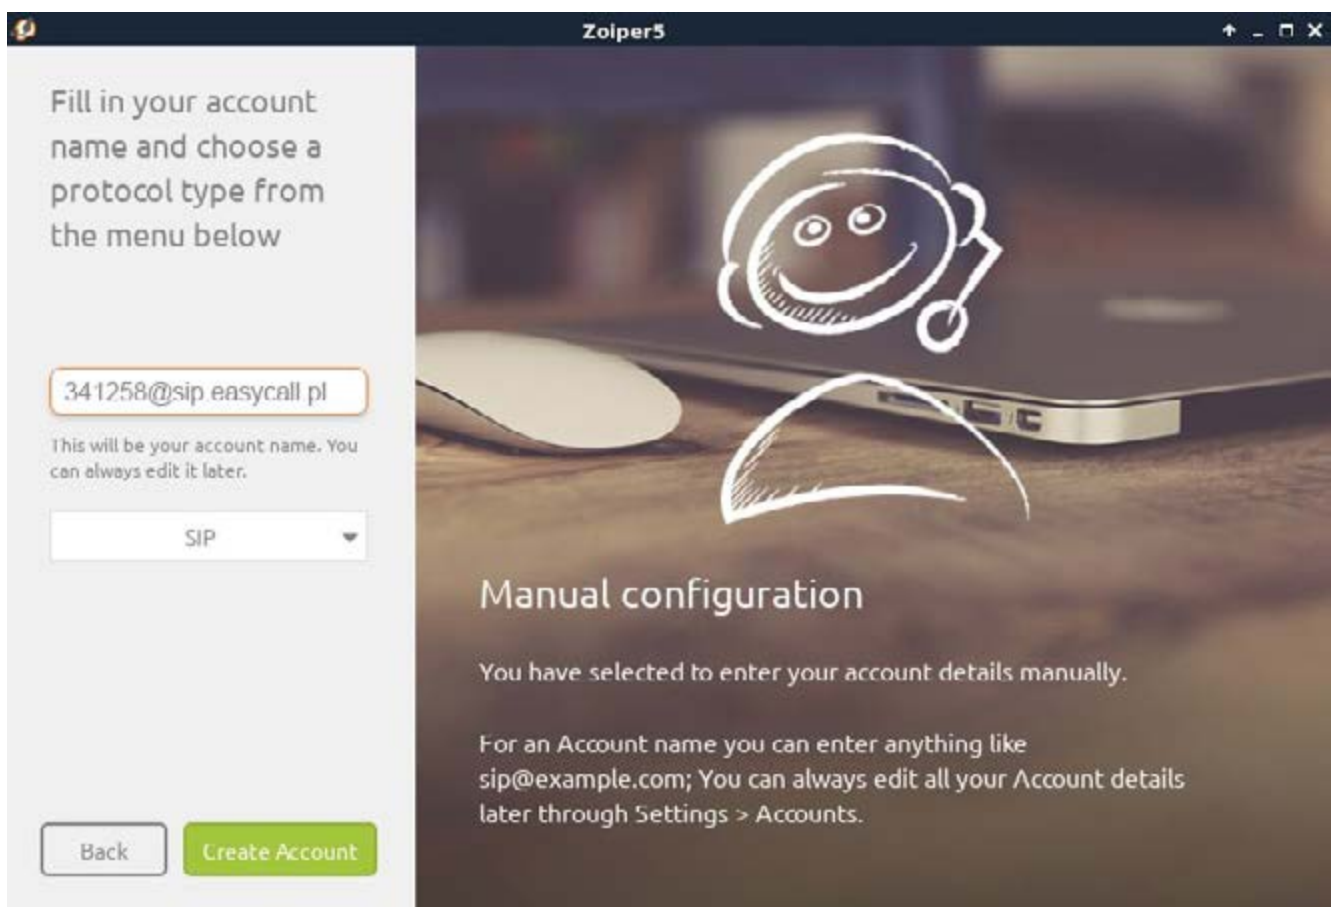 Zoiper5
Fill in your account
name and choose a
protocol type from
the menu below
341258@sip.easycall.pl
This will be your account name. You
can always edit it later.
SIP
Back
Create Account
Manual configuration
You have selected to enter your account details manually.
For an Account name you can enter anything like
sip@example.com; You can always edit all your Account details
later through Settings > Accounts.